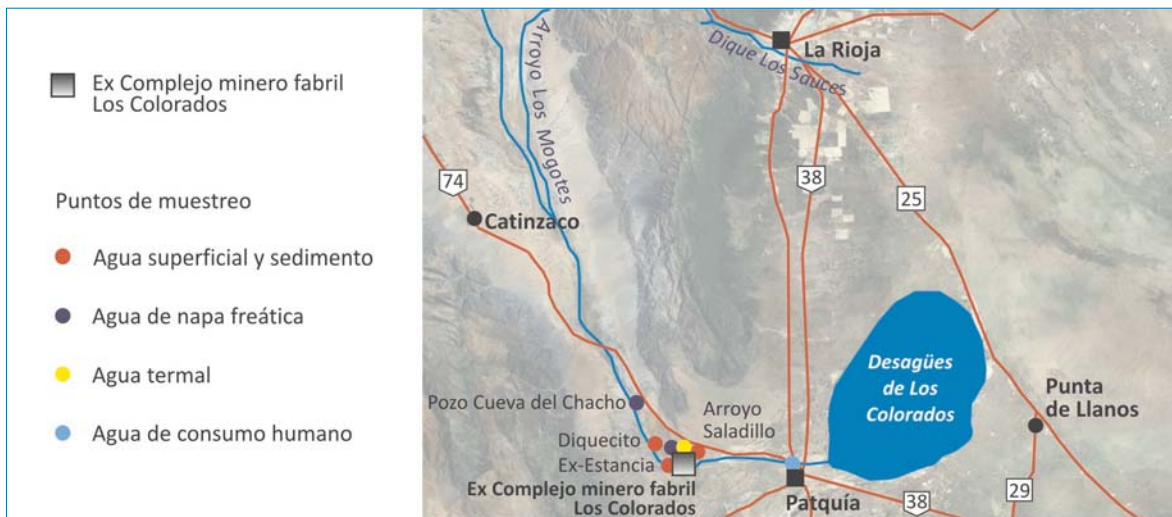 Ex Complejo minero fabril
Los Colorados
Puntos de muestreo
Agua superficial y sedimento
Agua de napa freática
Agua termal
Agua de consumo humano
Arroyo Los Mogotes
La Rioja
Dique Los Sauces
74
38
25
Catinzaco
Desagües
de Los
Colorados
Punta
de Llanos
Pozo Cueva del Chacho
Arroyo
Saladillo
Diquecito
Ex-Estancia
Ex Complejo minero fabril
Los Colorados
Patquía
38
29